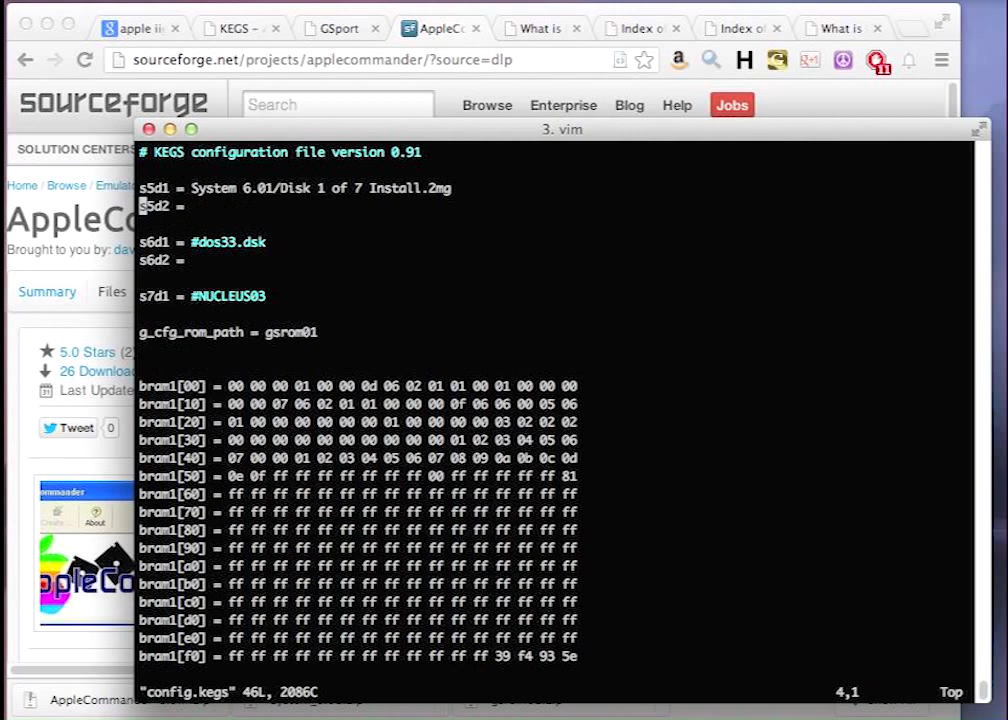 apple ii
KEGS –
GSport
AppleCo
What is
Index o
Index o
What is
sourceforge.net/projects/applecommander/?source=dlp
11
sourceforge
Search
Browse
Enterprise
Blog
Help
Jobs
SOLUTION CENTERS
3. vim
Home / Browse / Emulat
AppleCo
Brought to you by: dav
Summary
Files
5.0 Stars (2)
26 Downloa
Last Update
Tweet
0
ommander
Create...
About
ppleCo
AppleComman
# KEGS configuration file version 0.91
s5d1 = System 6.01/Disk 1 of 7 Install.2mg
s5d2 =
s6d1 = #dos33.dsk
s6d2 =
s7d1 = #NUCLEUS03
g_cfg_rom_path = gsrom01
bram1[00] = 00 00 00 01 00 00 0d 06 02 01 01 00 01 00 00 00
bram1[10] = 00 00 07 06 02 01 01 00 00 00 0f 06 06 00 05 06
bram1[20] = 01 00 00 00 00 00 00 01 00 00 00 00 03 02 02 02
bram1[30] = 00 00 00 00 00 00 00 00 00 00 01 02 03 04 05 06
bram1[40] = 07 00 00 01 02 03 04 05 06 07 08 09 0a 0b 0c 0d
bram1[50] = 0e 0f ff ff ff ff ff ff ff 00 ff ff ff ff ff 81
bram1[60] = ff ff ff ff ff ff ff ff ff ff ff ff ff ff ff ff
bram1[70] = ff ff ff ff ff ff ff ff ff ff ff ff ff ff ff ff
bram1[80] = ff ff ff ff ff ff ff ff ff ff ff ff ff ff ff ff
bram1[90] = ff ff ff ff ff ff ff ff ff ff ff ff ff ff ff ff
bram1[a0] = ff ff ff ff ff ff ff ff ff ff ff ff ff ff ff ff
bram1[b0] = ff ff ff ff ff ff ff ff ff ff ff ff ff ff ff ff
bram1[c0] = ff ff ff ff ff ff ff ff ff ff ff ff ff ff ff ff
bram1[d0] = ff ff ff ff ff ff ff ff ff ff ff ff ff ff ff ff
bram1[e0] = ff ff ff ff ff ff ff ff ff ff ff ff ff ff ff ff
bram1[f0] = ff ff ff ff ff ff ff ff ff ff ff ff 39 f4 93 5e
"config.kegs" 46L, 2086C
4,1
Top